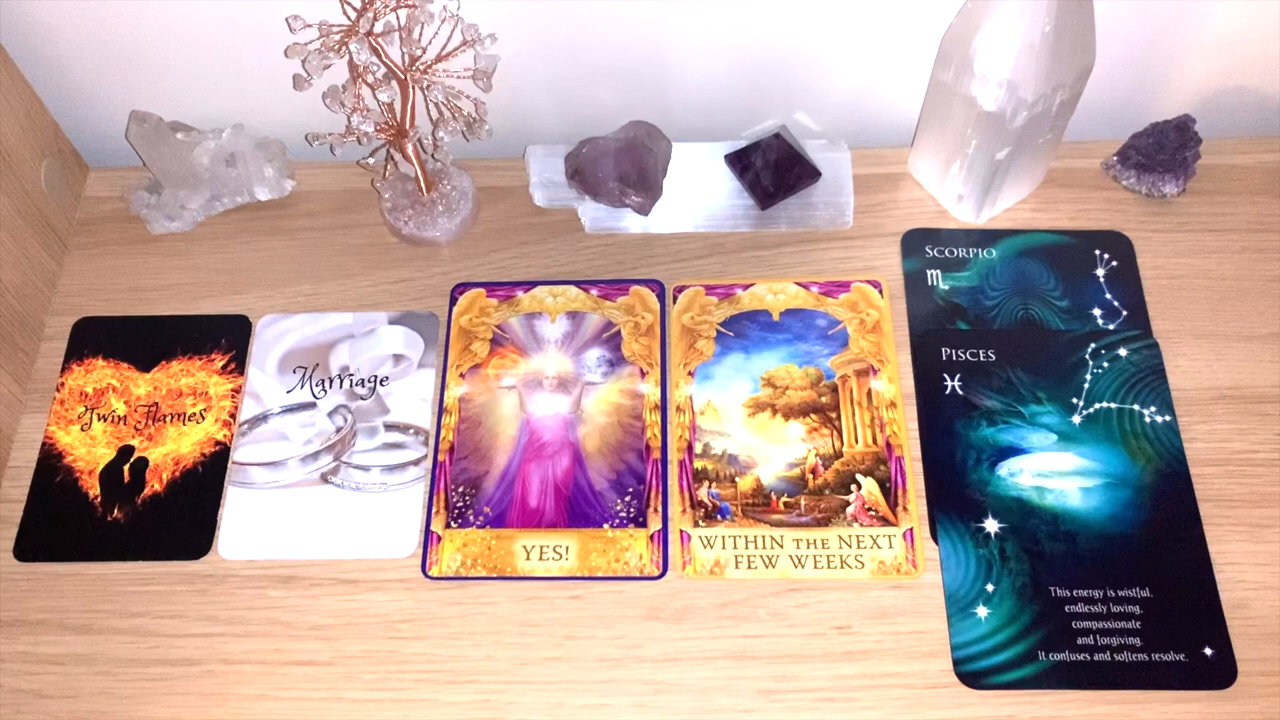 Twin Flames
Marriage
YES!
WITHIN THE NEXT
FEW WEEKS
SCORPIO
♏
PISCES
♓
This energy is wistful,
endlessly loving,
compassionate
and forgiving.
It confuses and softens resolve.